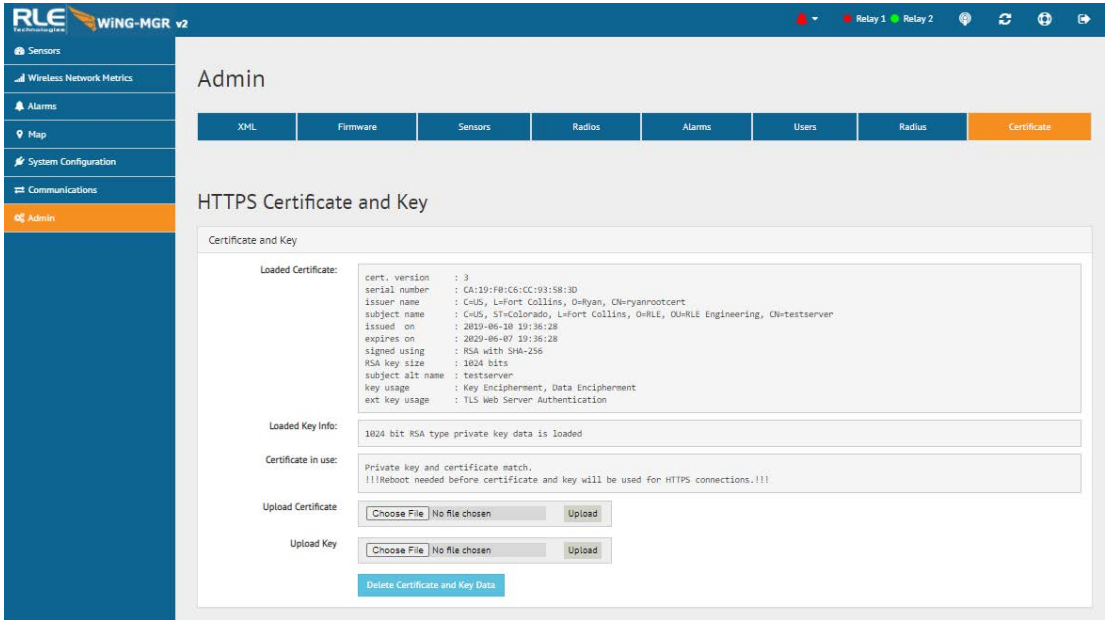 RLE WiNG-MGR v2
Technologies
Relay 1 Relay 2
Sensors
Wireless Network Metrics
Alarms
Map
System Configuration
Communications
Admin
Admin
XML Firmware Sensors Radios Alarms Users Radius Certificate
HTTPS Certificate and Key
Certificate and Key
Loaded Certificate:
cert. version : 3
serial number : CA:19:F0:C6:CC:93:58:3D
issuer name : C=US, L=Fort Collins, O=Ryan, CN=ryanrootcert
subject name : C=US, ST=Colorado, L=Fort Collins, O=RLE, OU=RLE Engineering, CN=testserver
issued on : 2019-06-10 19:36:28
expires on : 2029-06-07 19:36:28
signed using : RSA with SHA-256
RSA key size : 1024 bits
subject alt name : testserver
key usage : Key Encipherment, Data Encipherment
ext key usage : TLS Web Server Authentication
Loaded Key Info:
1024 bit RSA type private key data is loaded
Certificate in use:
Private key and certificate match.
!!!Reboot needed before certificate and key will be used for HTTPS connections.!!!
Upload Certificate Choose File No file chosen Upload
Upload Key Choose File No file chosen Upload
Delete Certificate and Key Data